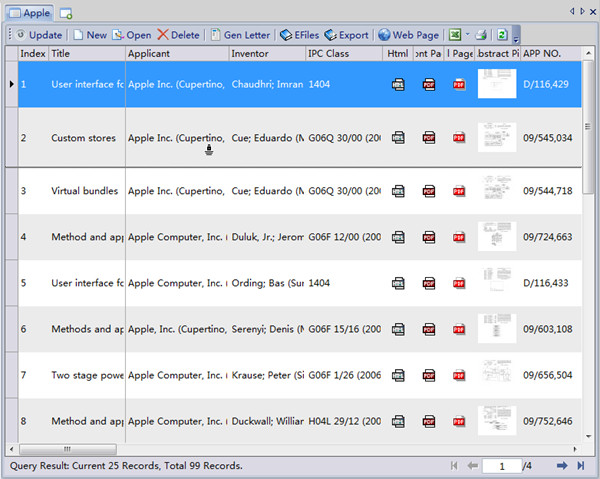 Apple
Update New Open Delete Gen Letter EFiles Export Web Page
Index Title Applicant Inventor IPC Class Html ont Pa l Page bstract Pi APP NO.
1 User interface fo Apple Inc. (Cupertino, Chaudhri; Imran 1404 D/116,429
2 Custom stores Apple Inc. (Cupertino, Cue; Eduardo (M G06Q 30/00 (200 09/545,034
3 Virtual bundles Apple Inc. (Cupertino, Cue; Eduardo (M G06Q 30/00 (200 09/544,718
4 Method and app Apple Computer, Inc. ( Duluk, Jr.; Jerom G06F 12/00 (200 09/724,663
5 User interface fo Apple Computer, Inc. ( Ording; Bas (Sun 1404 D/116,433
6 Methods and ap Apple, Inc. (Cupertino, Serenyi; Denis (M G06F 15/16 (200 09/603,108
7 Two stage powe Apple Computer, Inc. ( Krause; Peter (Si G06F 1/26 (2006 09/656,504
8 Method and app Apple Computer, Inc. ( Duckwall; Williar H04L 29/12 (200 09/752,646
Query Result: Current 25 Records, Total 99 Records. 1 /4